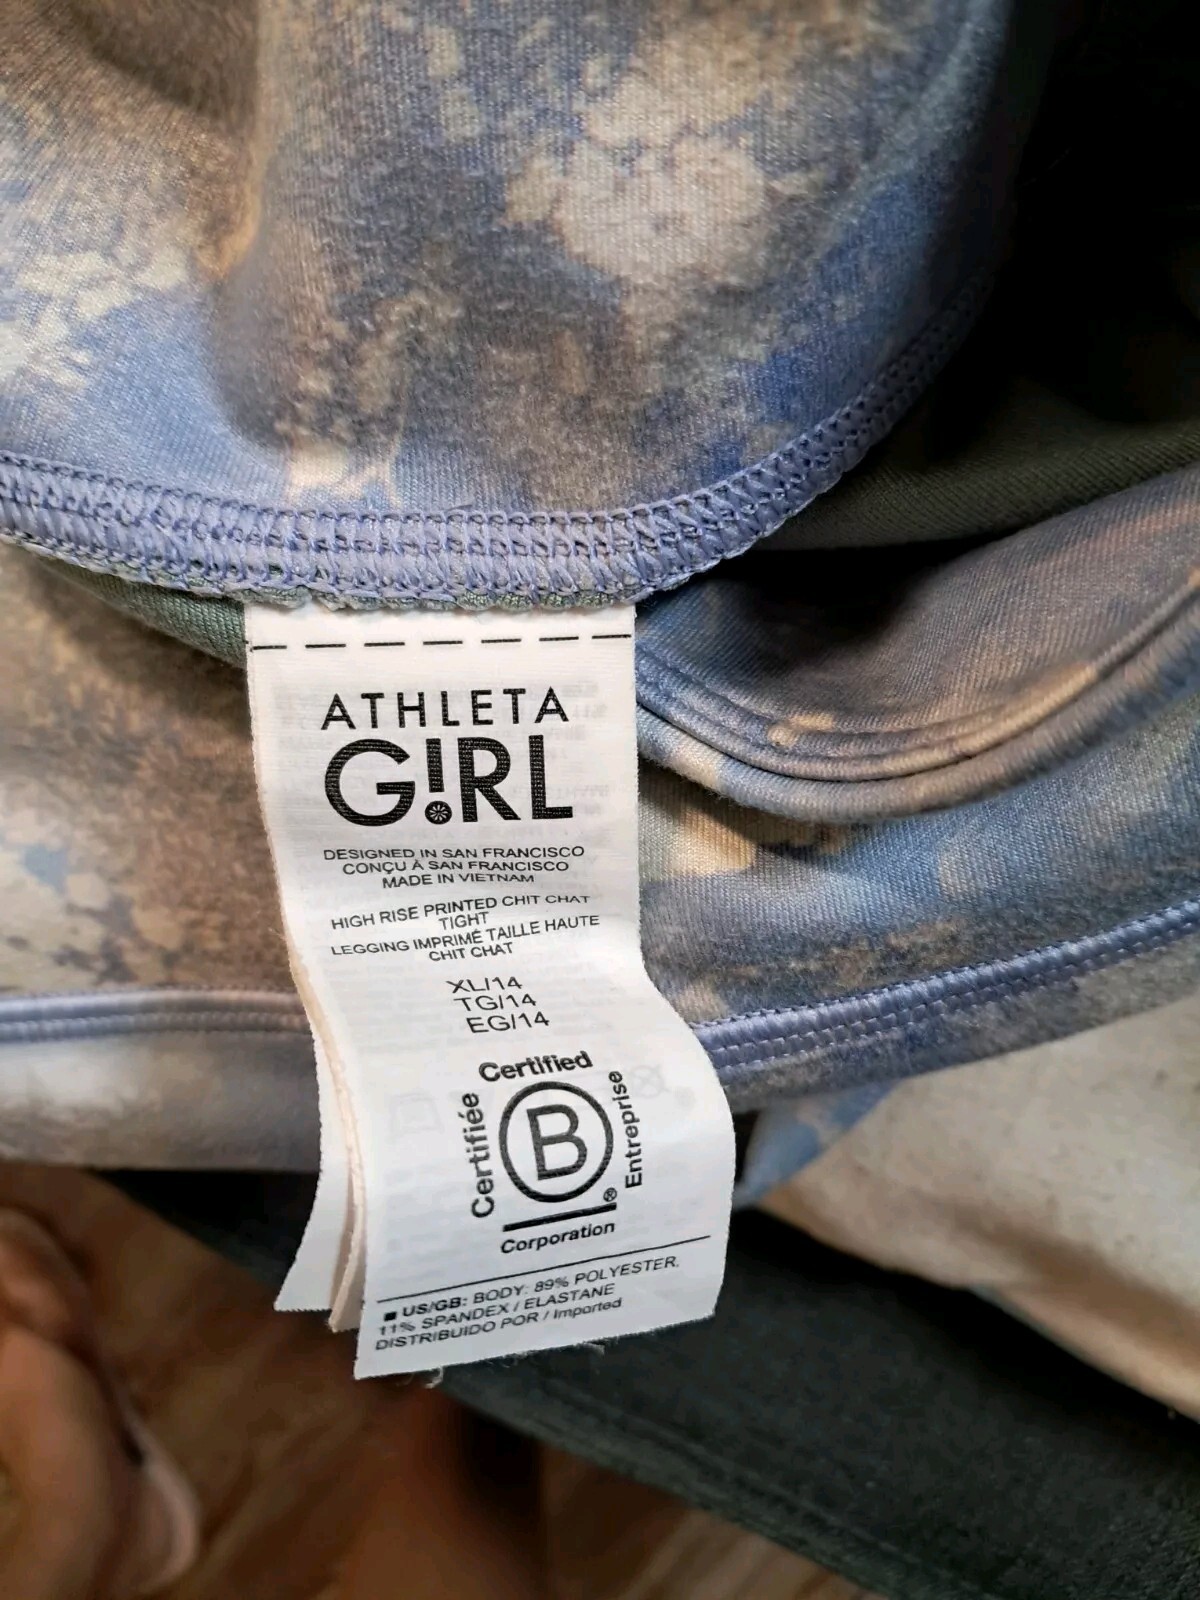 ATHLETA
G!RL
DESIGNED IN SAN FRANCISCO
CONÇU À SAN FRANCISCO
MADE IN VIETNAM
HIGH RISE PRINTED CHIT CHAT
TIGHT
LEGGING IMPRIMÉ TAILLE HAUTE
CHIT CHAT
XL/14
TG/14
EG/14
Certified
Certifiée
B
Entreprise
®
Corporation
■ US/GB: BODY: 89% POLYESTER,
11% SPANDEX / ELASTANE
DISTRIBUIDO POR / Imported